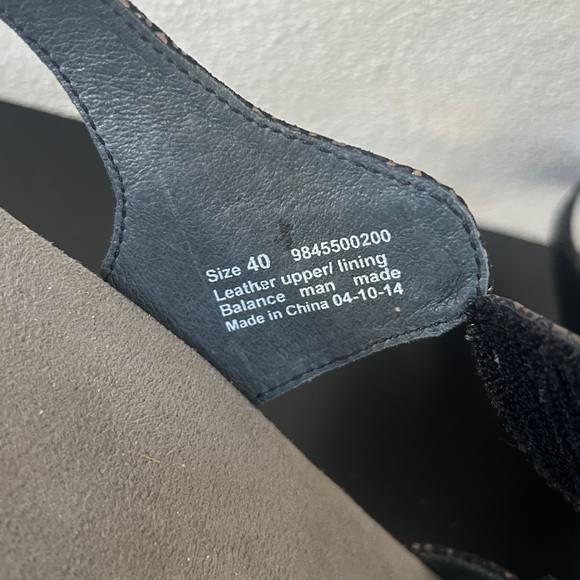 Size 40 9845500200
Leather upper/ lining
Balance man made
Made in China 04-10-14